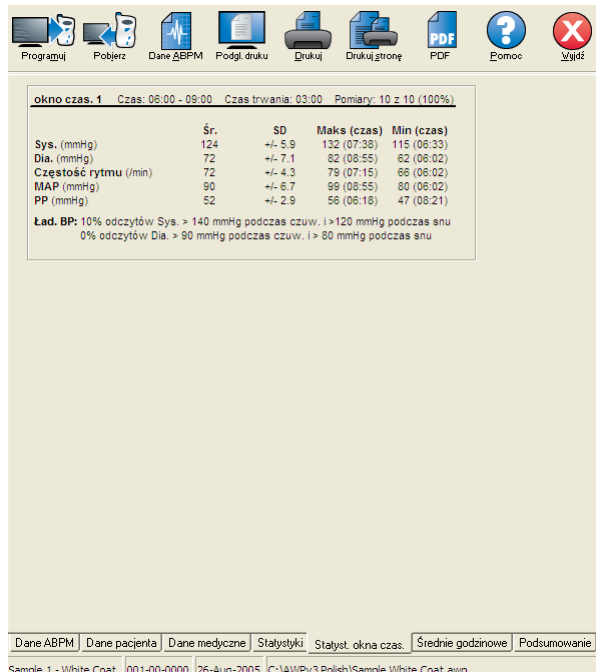 Programuj Pobierz Dane ABPM Podgl. druku Drukuj Drukuj stronę PDF Pomoc Wyjdź
PDF
okno czas. 1 Czas: 06:00 - 09:00 Czas trwania: 03:00 Pomiary: 10 z 10 (100%)
Śr. SD Maks (czas) Min (czas)
Sys. (mmHg) 124 +/- 5.9 132 (07:38) 115 (06:33)
Dia. (mmHg) 72 +/- 7.1 82 (08:55) 62 (06:02)
Częstość rytmu (/min) 72 +/- 4.3 79 (07:15) 66 (06:02)
MAP (mmHg) 90 +/- 6.7 99 (08:55) 80 (06:02)
PP (mmHg) 52 +/- 2.9 56 (06:18) 47 (08:21)
Ład. BP: 10% odczytów Sys. > 140 mmHg podczas czuw. i >120 mmHg podczas snu
0% odczytów Dia. > 90 mmHg podczas czuw. i > 80 mmHg podczas snu
Dane ABPM Dane pacjenta Dane medyczne Statystyki Statyst. okna czas. Średnie godzinowe Podsumowanie
Sample 1 - White Coat 001-00-0000 26-Aug-2005 C:\AWPv3 Polish\Sample White Coat.awp